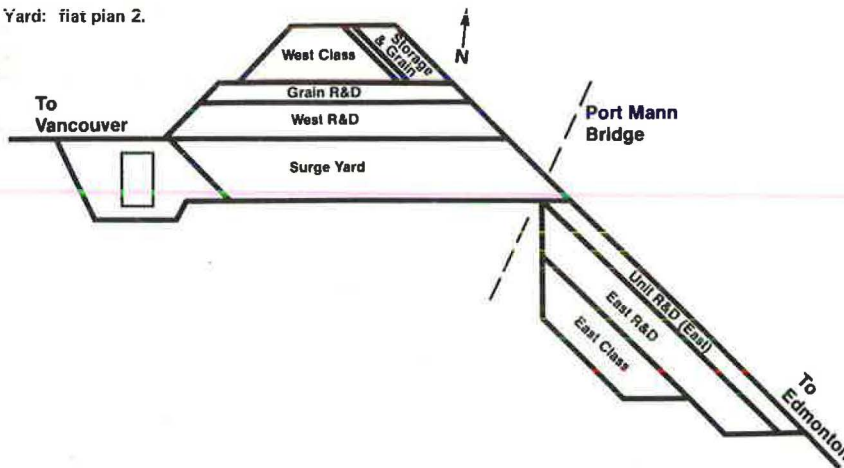 Yard: flat plan 2.
West Class
Storage
& Grain
N
Grain R&D
To
Vancouver
West R&D
Port Mann
Bridge
Surge Yard
Unit R&D (East)
East R&D
East Class
To
Edmonton